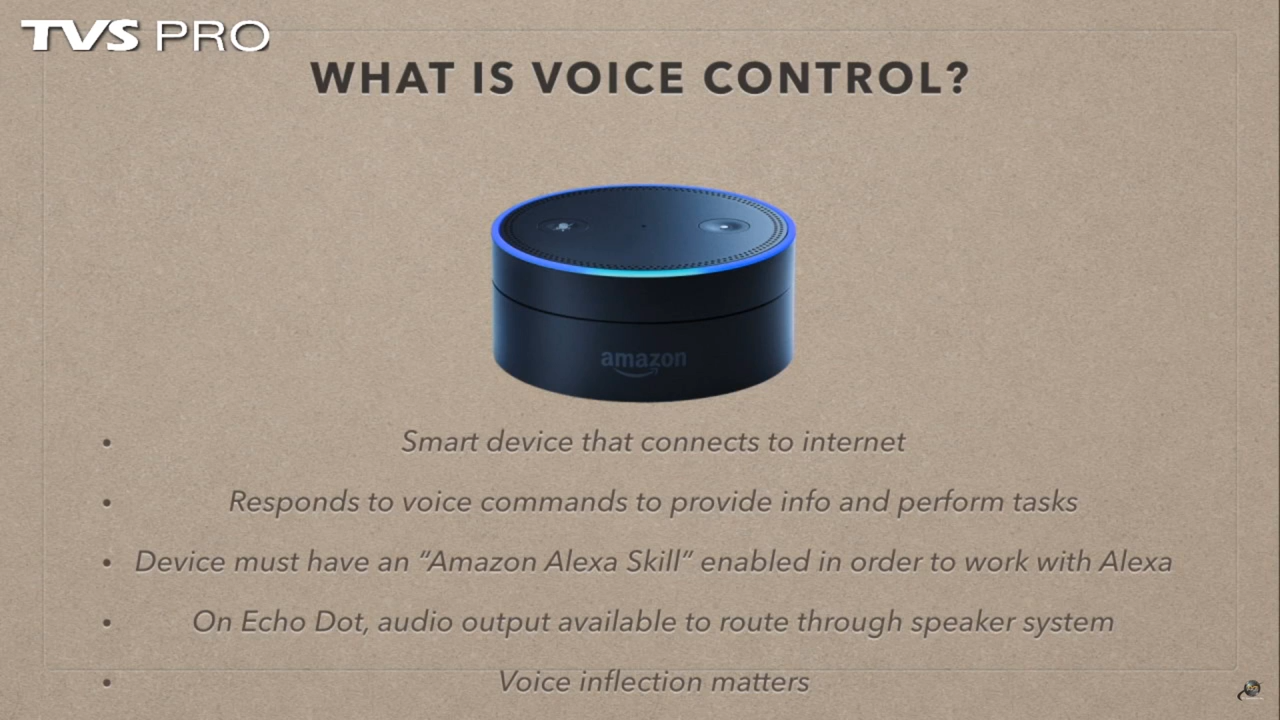 TVS PRO
WHAT IS VOICE CONTROL?
amazon
• Smart device that connects to internet
• Responds to voice commands to provide info and perform tasks
• Device must have an “Amazon Alexa Skill” enabled in order to work with Alexa
• On Echo Dot, audio output available to route through speaker system
• Voice inflection matters